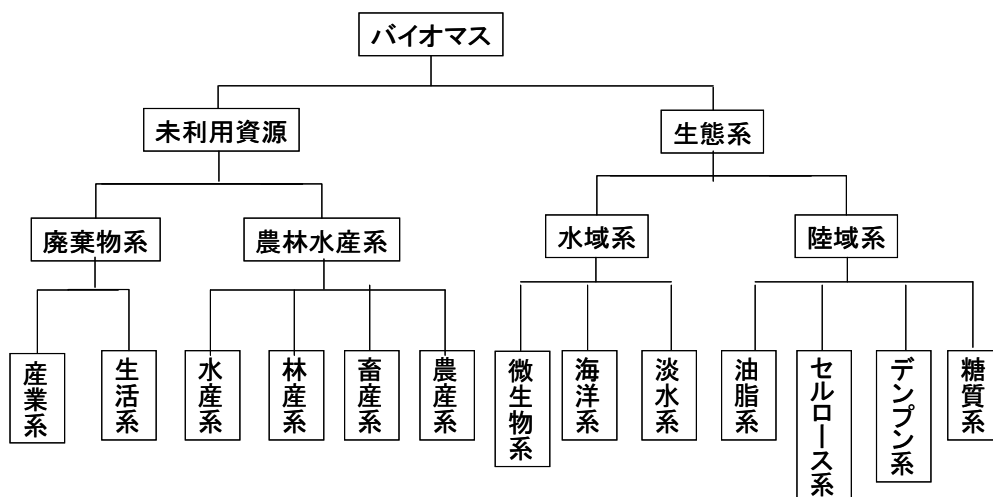 バイオマス
未利用資源
生態系
廃棄物系
農林水産系
水域系
陸域系
産業系
生活系
水産系
林産系
畜産系
農産系
微生物系
海洋系
淡水系
油脂系
セルロース系
デンプン系
糖質系